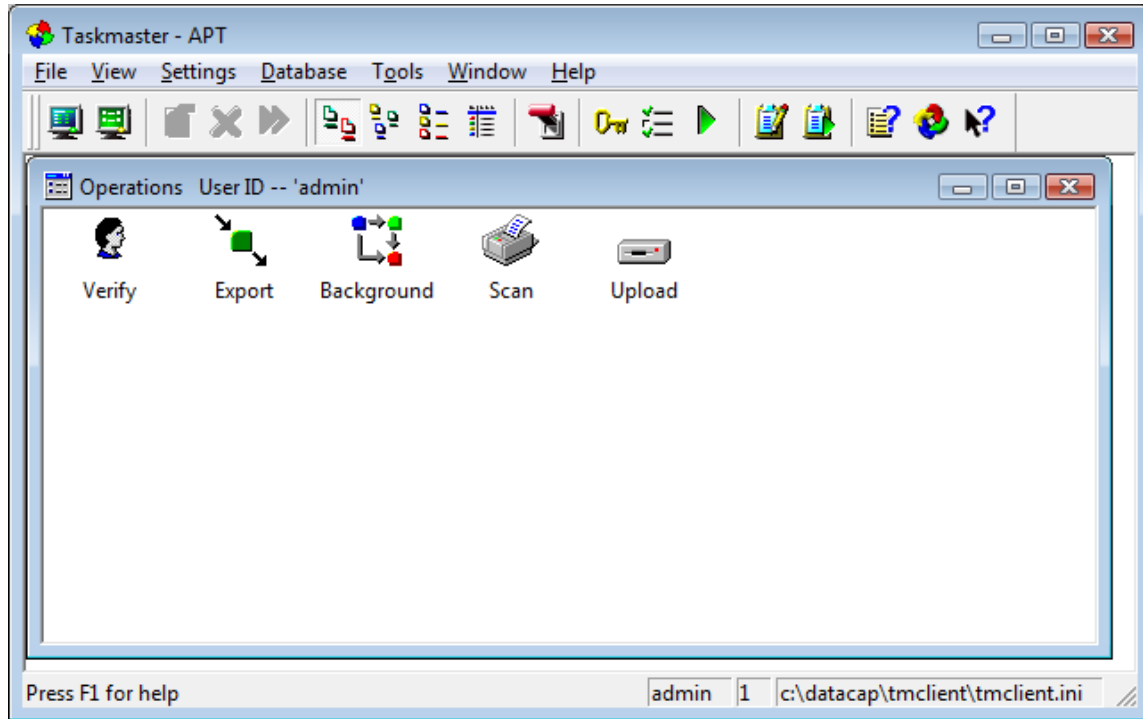 Taskmaster - APT
File View Settings Database Tools Window Help
Operations User ID -- 'admin'
Verify Export Background Scan Upload
Press F1 for help admin 1 c:\datacap\tmclient\tmclient.ini